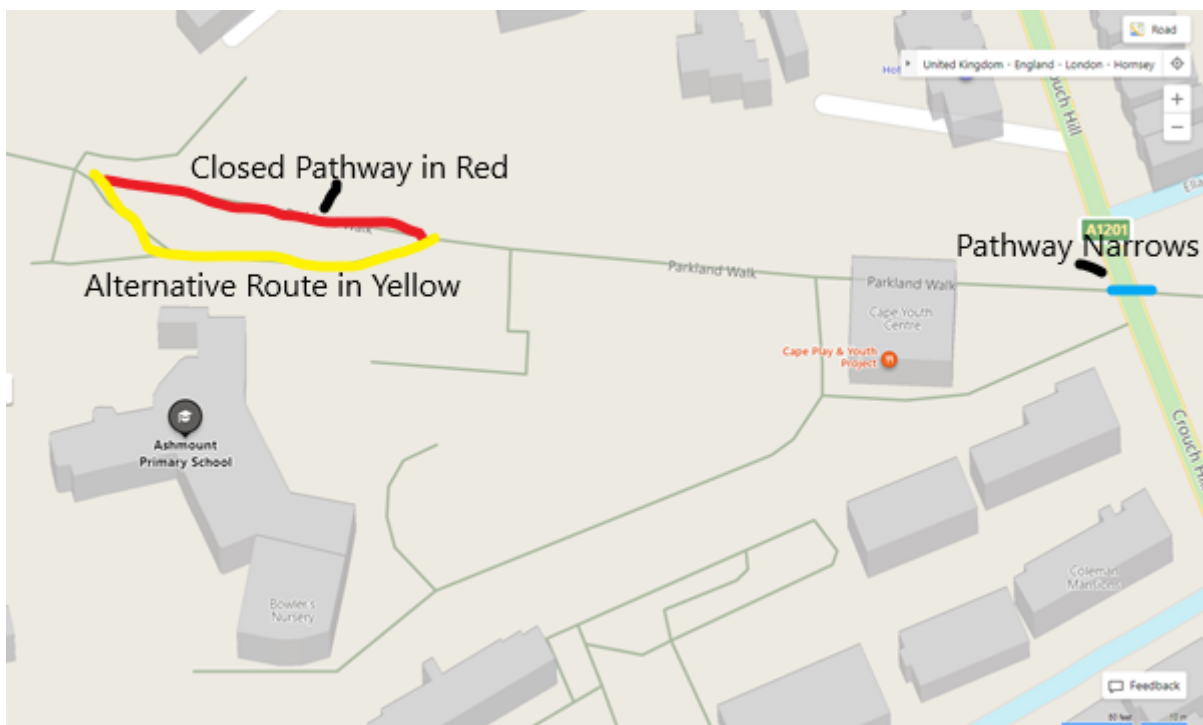 Road
United Kingdom - England - London - Hornsey
Crouch Hill
Closed Pathway in Red
Walk
A1201
Pathway Narrows
Parkland Walk
Parkland Walk
Alternative Route in Yellow
Cape Youth
Centre
Cape Play & Youth
Project
Ashmount
Primary School
Crouch
Coleman
Mansions
Bowler's
Nursery
Feedback